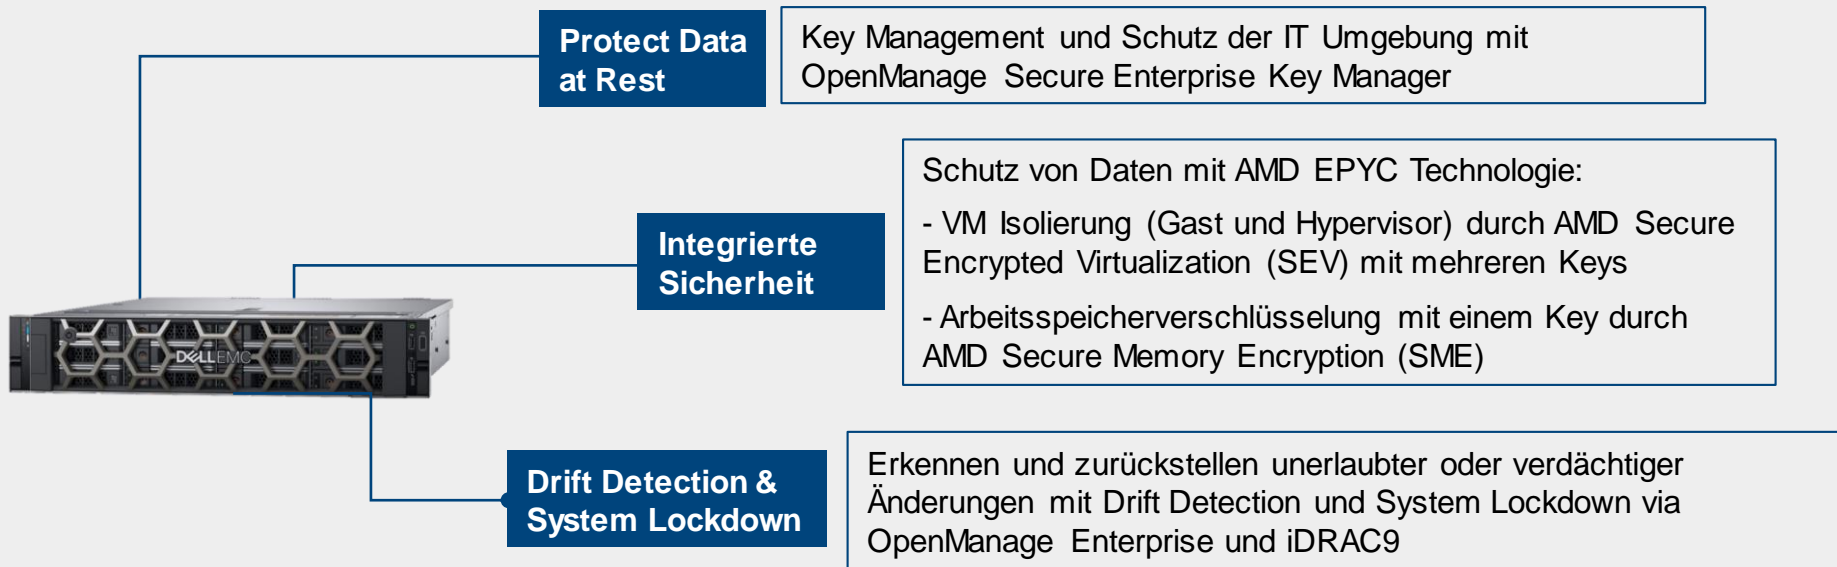 Protect Data
at Rest
Key Management und Schutz der IT Umgebung mit
OpenManage Secure Enterprise Key Manager
Schutz von Daten mit AMD EPYC Technologie:
- VM Isolierung (Gast und Hypervisor) durch AMD Secure
Encrypted Virtualization (SEV) mit mehreren Keys
- Arbeitsspeicherverschlüsselung mit einem Key durch
AMD Secure Memory Encryption (SME)
Integrierte
Sicherheit
DELLEMC
Drift Detection &
System Lockdown
Erkennen und zurückstellen unerlaubter oder verdächtiger
Änderungen mit Drift Detection und System Lockdown via
OpenManage Enterprise und iDRAC9